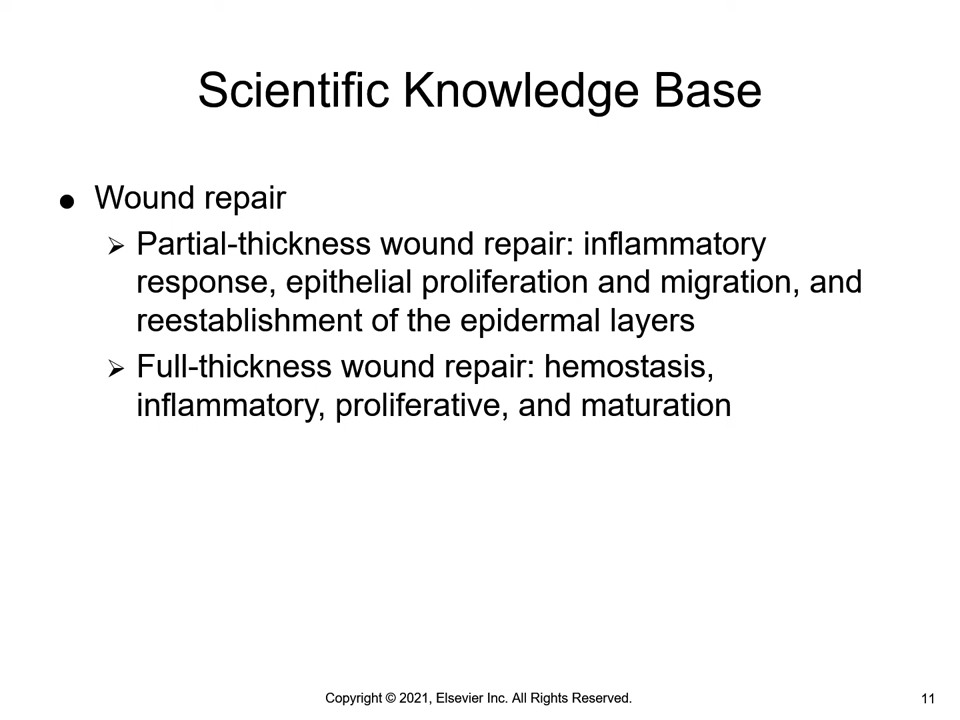 Scientific Knowledge Base
● Wound repair
➢ Partial-thickness wound repair: inflammatory
response, epithelial proliferation and migration, and
reestablishment of the epidermal layers
➢ Full-thickness wound repair: hemostasis,
inflammatory, proliferative, and maturation
Copyright © 2021, Elsevier Inc. All Rights Reserved.
11